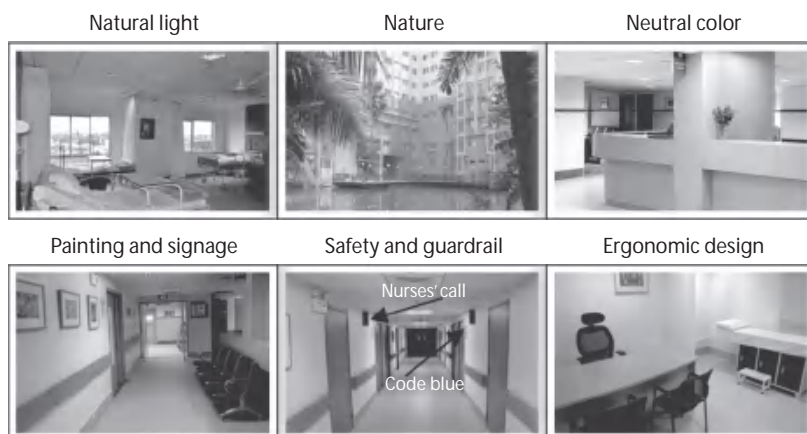 Natural light
Nature
Neutral color
Painting and signage
Safety and guardrail
Ergonomic design
Nurses' call
Code blue